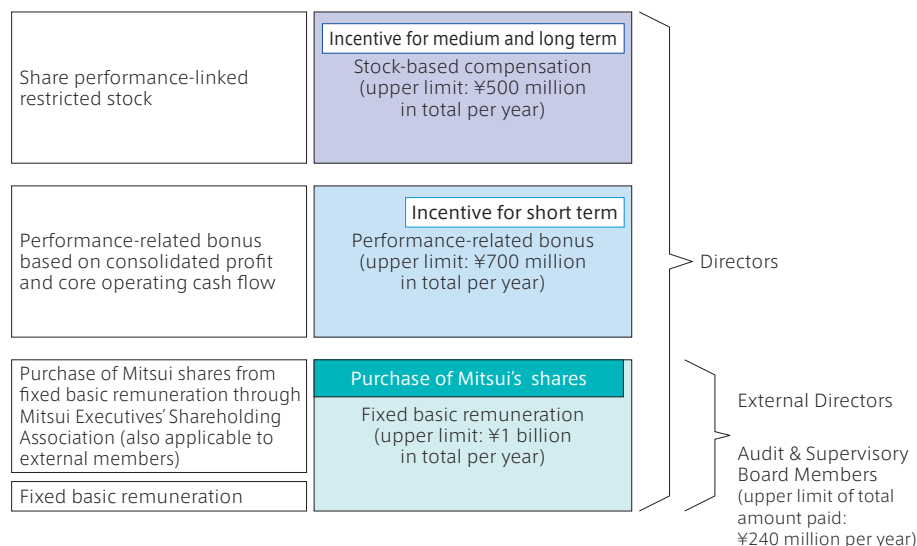 Share performance-linked
restricted stock
Incentive for medium and long term
Stock-based compensation
(upper limit: ¥500 million
in total per year)
Performance-related bonus
based on consolidated profit
and core operating cash flow
Incentive for short term
Performance-related bonus
(upper limit: ¥700 million
in total per year)
Directors
Purchase of Mitsui shares from
fixed basic remuneration through
Mitsui Executives' Shareholding
Association (also applicable to
external members)
Fixed basic remuneration
Purchase of Mitsui's shares
Fixed basic remuneration
(upper limit: ¥1 billion
in total per year)
External Directors
Audit & Supervisory
Board Members
(upper limit of total
amount paid:
¥240 million per year)